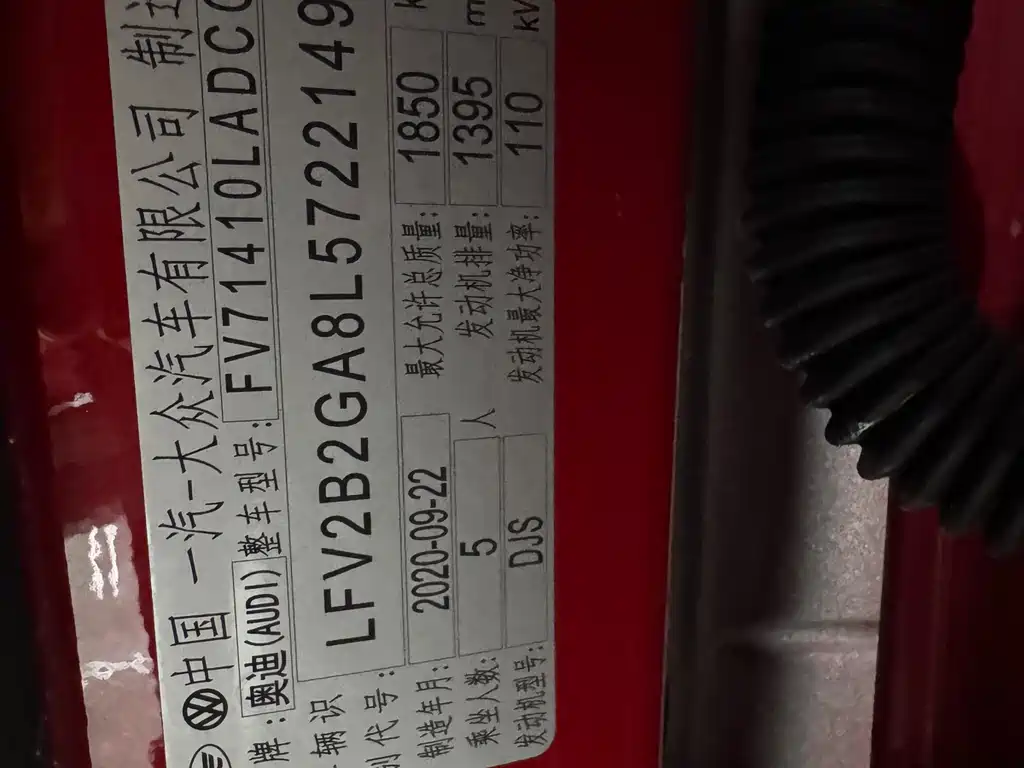 中国 一汽-大众汽车有限公司 制造
牌: 奥迪(AUDI) 整车型号: FV71410LADC
辆识
别代号: LFV2B2GA8L5722149
制造年月: 2020-09-22 最大允许总质量: 1850 k
乘坐人数: 5 人 发动机排量: 1395 m
发动机型号: DJS 发动机最大净功率: 110 kV